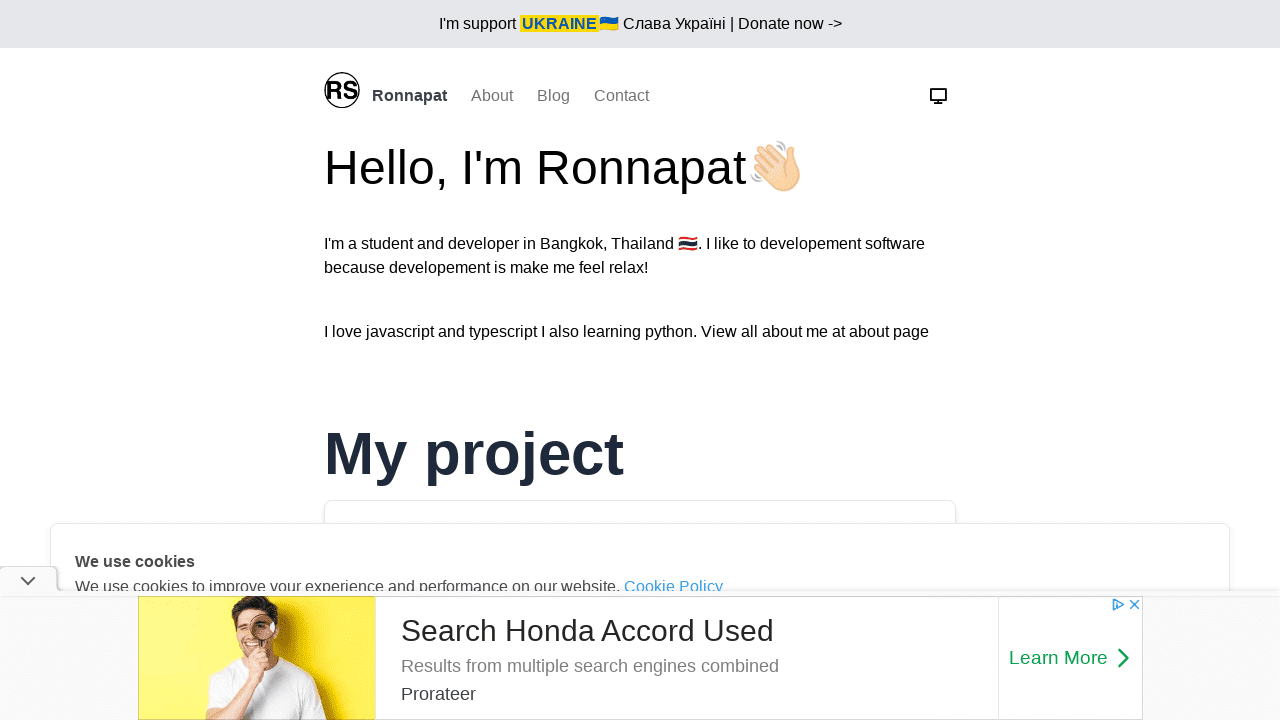 I'm support UKRAINE🇺🇦 Слава Україні | Donate now ->
RS Ronnapat About Blog Contact
Hello, I'm Ronnapat👋🏻
I'm a student and developer in Bangkok, Thailand 🇹🇭. I like to developement software
because developement is make me feel relax!
I love javascript and typescript I also learning python. View all about me at about page
My project
We use cookies
We use cookies to improve your experience and performance on our website. Cookie Policy
Search Honda Accord Used
Results from multiple search engines combined
Prorateer
Learn More